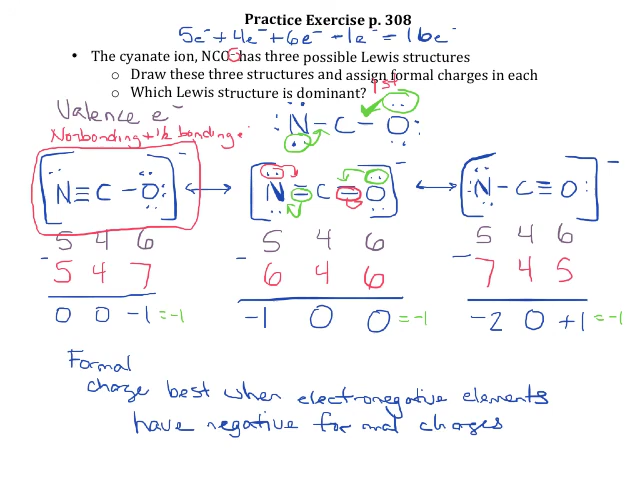 Practice Exercise p. 308
5e⁻ + 4e⁻ + 6e⁻ + 1e⁻ = 16e⁻
• The cyanate ion, NCO⁻ has three possible Lewis structures
o Draw these three structures and assign formal charges in each
o Which Lewis structure is dominant? 1st
Valence e⁻
Nonbonding + ½ bonding
N - C - O
[N≡C-O]⁻ ↔ [N=C=O]⁻ ↔ [N-C≡O]⁻
5 4 6 5 4 6 5 4 6
- 5 4 7 - 6 4 6 - 7 4 5
0 0 -1 = -1 -1 0 0 = -1 -2 0 +1 = -1
Formal
charge best when electronegative elements
have negative formal charges